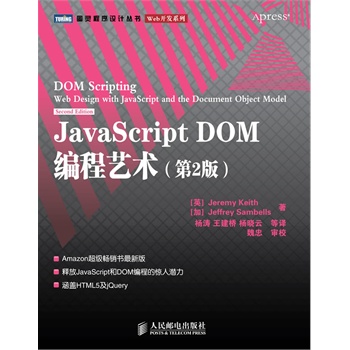 TURING 图灵程序设计丛书 Web开发系列
Apress
DOM Scripting
Web Design with JavaScript and the Document Object Model
Second Edition
JavaScript DOM
编程艺术(第2版)
[英] Jeremy Keith
[加] Jeffrey Sambells 著
杨涛 王建桥 杨晓云 等译
魏忠 审校
■ Amazon超级畅销书最新版
■ 释放JavaScript和DOM编程的惊人潜力
■ 涵盖HTML5及jQuery
人民邮电出版社
POSTS & TELECOM PRESS